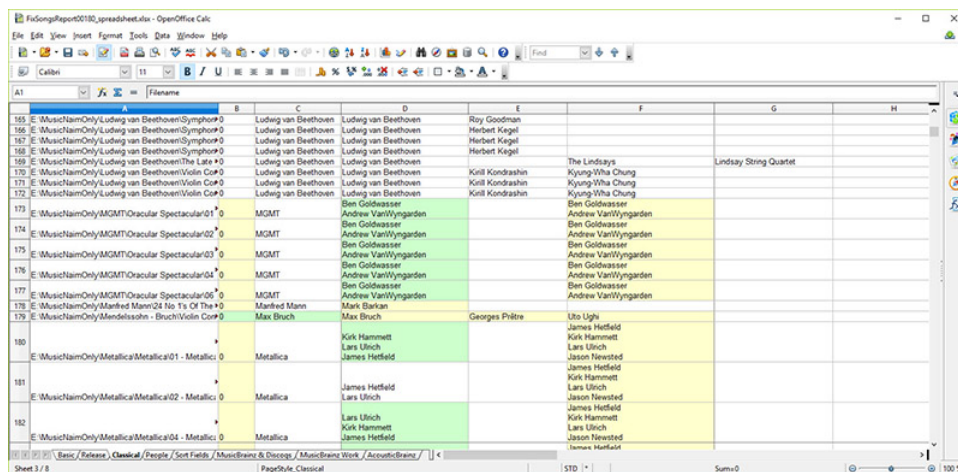 FixSongsReport00180_spreadsheet.xlsx - OpenOffice Calc
File Edit View Insert Format Tools Data Window Help
Find
Calibri 11 B I U
A1 Filename
A B C D E F G H
165 E:\MusicNaimOnly\Ludwig van Beethoven\Symphon 0 Ludwig van Beethoven Ludwig van Beethoven Roy Goodman
166 E:\MusicNaimOnly\Ludwig van Beethoven\Symphon 0 Ludwig van Beethoven Ludwig van Beethoven Herbert Kegel
167 E:\MusicNaimOnly\Ludwig van Beethoven\Symphon 0 Ludwig van Beethoven Ludwig van Beethoven Herbert Kegel
168 E:\MusicNaimOnly\Ludwig van Beethoven\Symphon 0 Ludwig van Beethoven Ludwig van Beethoven Herbert Kegel
169 E:\MusicNaimOnly\Ludwig van Beethoven\The Late 0 Ludwig van Beethoven Ludwig van Beethoven The Lindsays Lindsay String Quartet
170 E:\MusicNaimOnly\Ludwig van Beethoven\Violin Co 0 Ludwig van Beethoven Ludwig van Beethoven Kirill Kondrashin Kyung-Wha Chung
171 E:\MusicNaimOnly\Ludwig van Beethoven\Violin Co 0 Ludwig van Beethoven Ludwig van Beethoven Kirill Kondrashin Kyung-Wha Chung
172 E:\MusicNaimOnly\Ludwig van Beethoven\Violin Co 0 Ludwig van Beethoven Ludwig van Beethoven Kirill Kondrashin Kyung-Wha Chung
Ben Goldwasser Ben Goldwasser
173 E:\MusicNaimOnly\MGMT\Oracular Spectacular\01 0 MGMT Andrew VanWyngarden Andrew VanWyngarden
Ben Goldwasser Ben Goldwasser
174 E:\MusicNaimOnly\MGMT\Oracular Spectacular\02 0 MGMT Andrew VanWyngarden Andrew VanWyngarden
Ben Goldwasser Ben Goldwasser
175 E:\MusicNaimOnly\MGMT\Oracular Spectacular\03 0 MGMT Andrew VanWyngarden Andrew VanWyngarden
Ben Goldwasser Ben Goldwasser
176 E:\MusicNaimOnly\MGMT\Oracular Spectacular\04 0 MGMT Andrew VanWyngarden Andrew VanWyngarden
Ben Goldwasser Ben Goldwasser
177 E:\MusicNaimOnly\MGMT\Oracular Spectacular\06 0 MGMT Andrew VanWyngarden Andrew VanWyngarden
178 E:\MusicNaimOnly\Manfred Mann\24 No 1's Of The 0 Manfred Mann Mark Barkan
179 E:\MusicNaimOnly\Mendelssohn - Bruch\Violin Con 0 Max Bruch Max Bruch Georges Prêtre Uto Ughi
James Hetfield
Kirk Hammett Kirk Hammett
180 Lars Ulrich Lars Ulrich
E:\MusicNaimOnly\Metallica\Metallica\01 - Metallic 0 Metallica James Hetfield Jason Newsted
James Hetfield
Kirk Hammett
181 James Hetfield Lars Ulrich
E:\MusicNaimOnly\Metallica\Metallica\02 - Metallic 0 Metallica Lars Ulrich Jason Newsted
James Hetfield
Lars Ulrich Kirk Hammett
182 Kirk Hammett Lars Ulrich
E:\MusicNaimOnly\Metallica\Metallica\04 - Metallic 0 Metallica James Hetfield Jason Newsted
James Hetfield
Basic Release Classical People Sort Fields MusicBrainz & Discogs MusicBrainz Work AcousticBrainz
Sheet 3 / 8 PageStyle_Classical STD * Sum=0 100